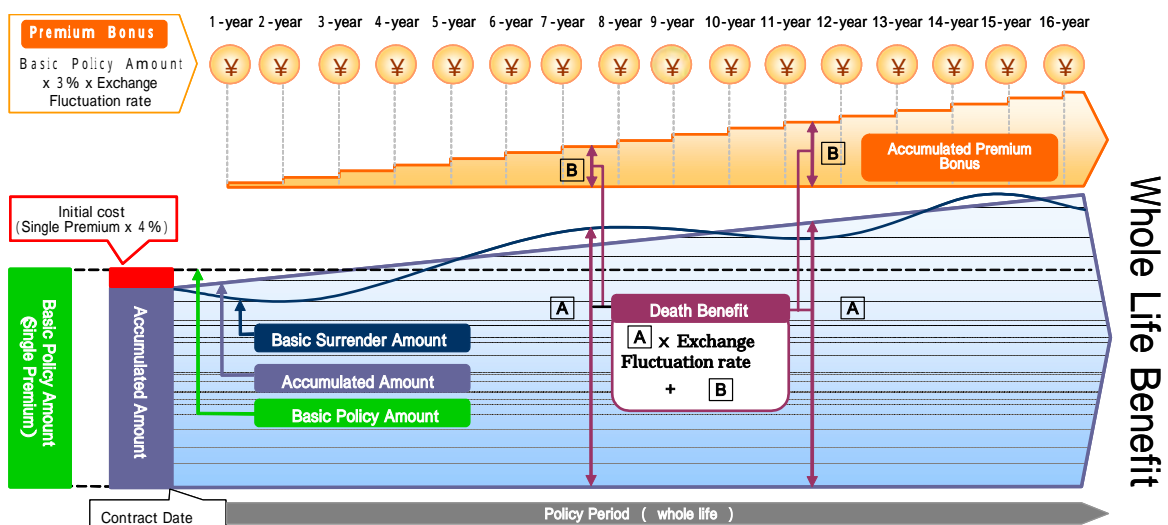 Premium Bonus
Basic Policy Amount
x 3% x Exchange
Fluctuation rate
1-year 2-year 3-year 4-year 5-year 6-year 7-year 8-year 9-year 10-year 11-year 12-year 13-year 14-year 15-year 16-year
¥ ¥ ¥ ¥ ¥ ¥ ¥ ¥ ¥ ¥ ¥ ¥ ¥ ¥ ¥ ¥
B
B
Accumulated Premium
Bonus
Initial cost
(Single Premium x 4%)
Basic Policy Amount
(Single Premium)
Accumulated Amount
Basic Surrender Amount
Accumulated Amount
Basic Policy Amount
A
A
Death Benefit
A x Exchange
Fluctuation rate
+ B
Whole Life Benefit
Contract Date
Policy Period ( whole life )